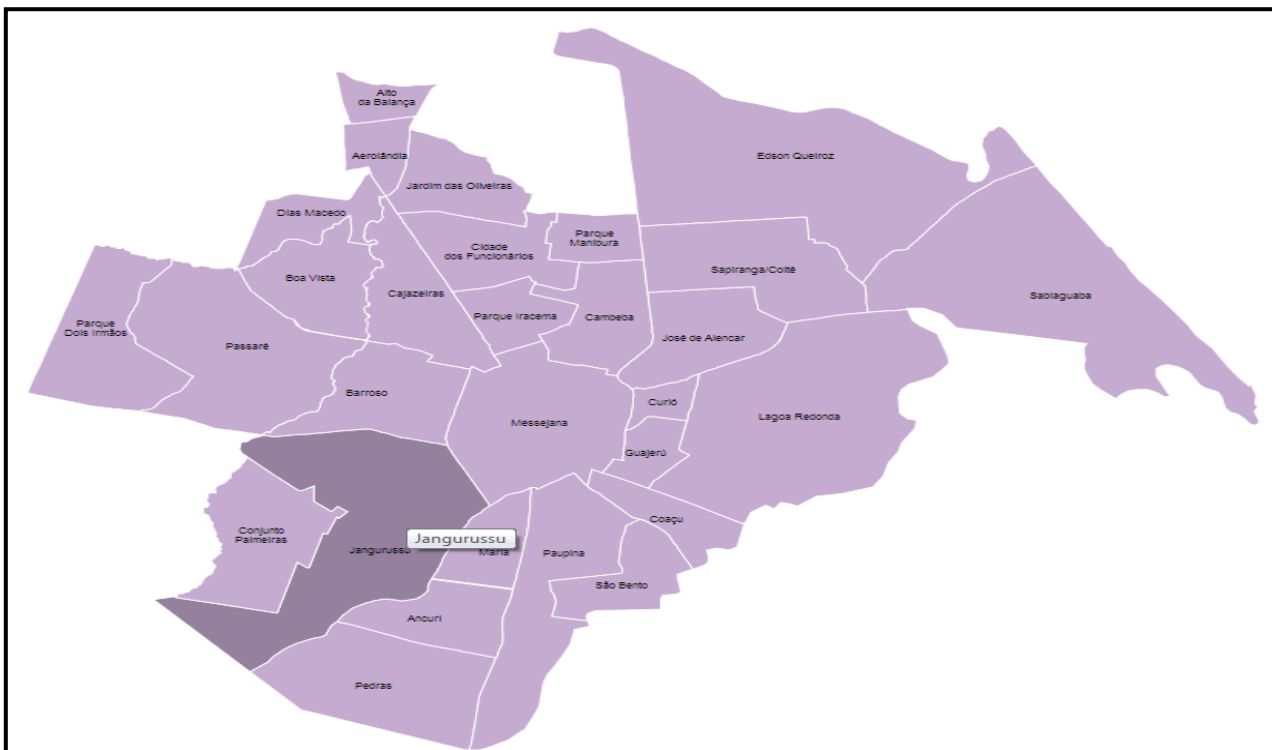 Alto
da Balança
Aerolândia
Edson Queiroz
Jardim das Oliveiras
Dias Macedo
Parque
Manibura
Cidade
dos Funcionários
Sapiranga/Coité
Boa Vista
Cajazeiras
Sabiaguaba
Parque
Dois Irmãos
Parque Iracema
Cambeba
José de Alencar
Passaré
Barroso
Curió
Lagoa Redonda
Messejana
Guajerú
Coaçu
Conjunto
Palmeiras
Jangurussu
Jangurussu
Maria
Paupina
São Bento
Ancuri
Pedras